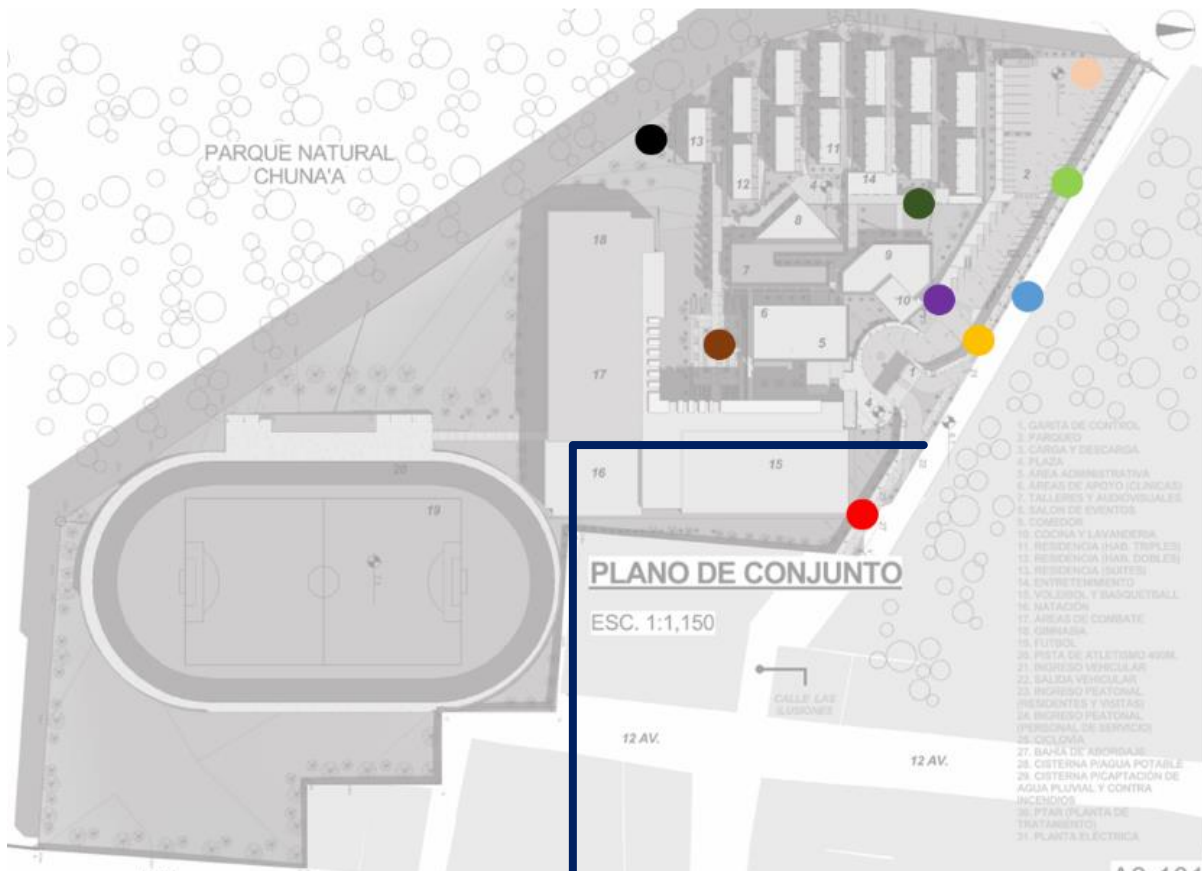 PARQUE NATURAL
CHUNA'A
13
12
11
14
4
2
8
18
7
9
10
6
5
17
1
4
16
15
20
19
PLANO DE CONJUNTO
ESC. 1:1,150
CALLE LAS
ILUSIONES
12 AV.
12 AV.
1. GARITA DE CONTROL
2. PARQUEO
3. CARGA Y DESCARGA
4. PLAZA
5. AREA ADMINISTRATIVA
6. AREAS DE APOYO (CLINICAS)
7. TALLERES Y AUDIOVISUALES
8. SALON DE EVENTOS
9. COMEDOR
10. COCINA Y LAVANDERIA
11. RESIDENCIA (HAB. TRIPLES)
12. RESIDENCIA (HAB. DOBLES)
13. RESIDENCIA (SUITES)
14. ENTRETENIMIENTO
15. VOLEIBOL Y BASQUETBALL
16. NATACIÓN
17. AREAS DE COMBATE
18. GIMNASIA
19. FUTBOL
20. PISTA DE ATLETISMO 400M.
21. INGRESO VEHICULAR
22. SALIDA VEHICULAR
23. INGRESO PEATONAL
(RESIDENTES Y VISITAS)
24. INGRESO PEATONAL
(PERSONAL DE SERVICIO)
25. CICLOVIA
27. BAHIA DE ABORDAJE
28. CISTERNA P/AGUA POTABLE
29. CISTERNA P/CAPTACIÓN DE
AGUA PLUVIAL Y CONTRA
INCENDIOS
30. PTAR (PLANTA DE
TRATAMIENTO)
31. PLANTA ELÉCTRICA